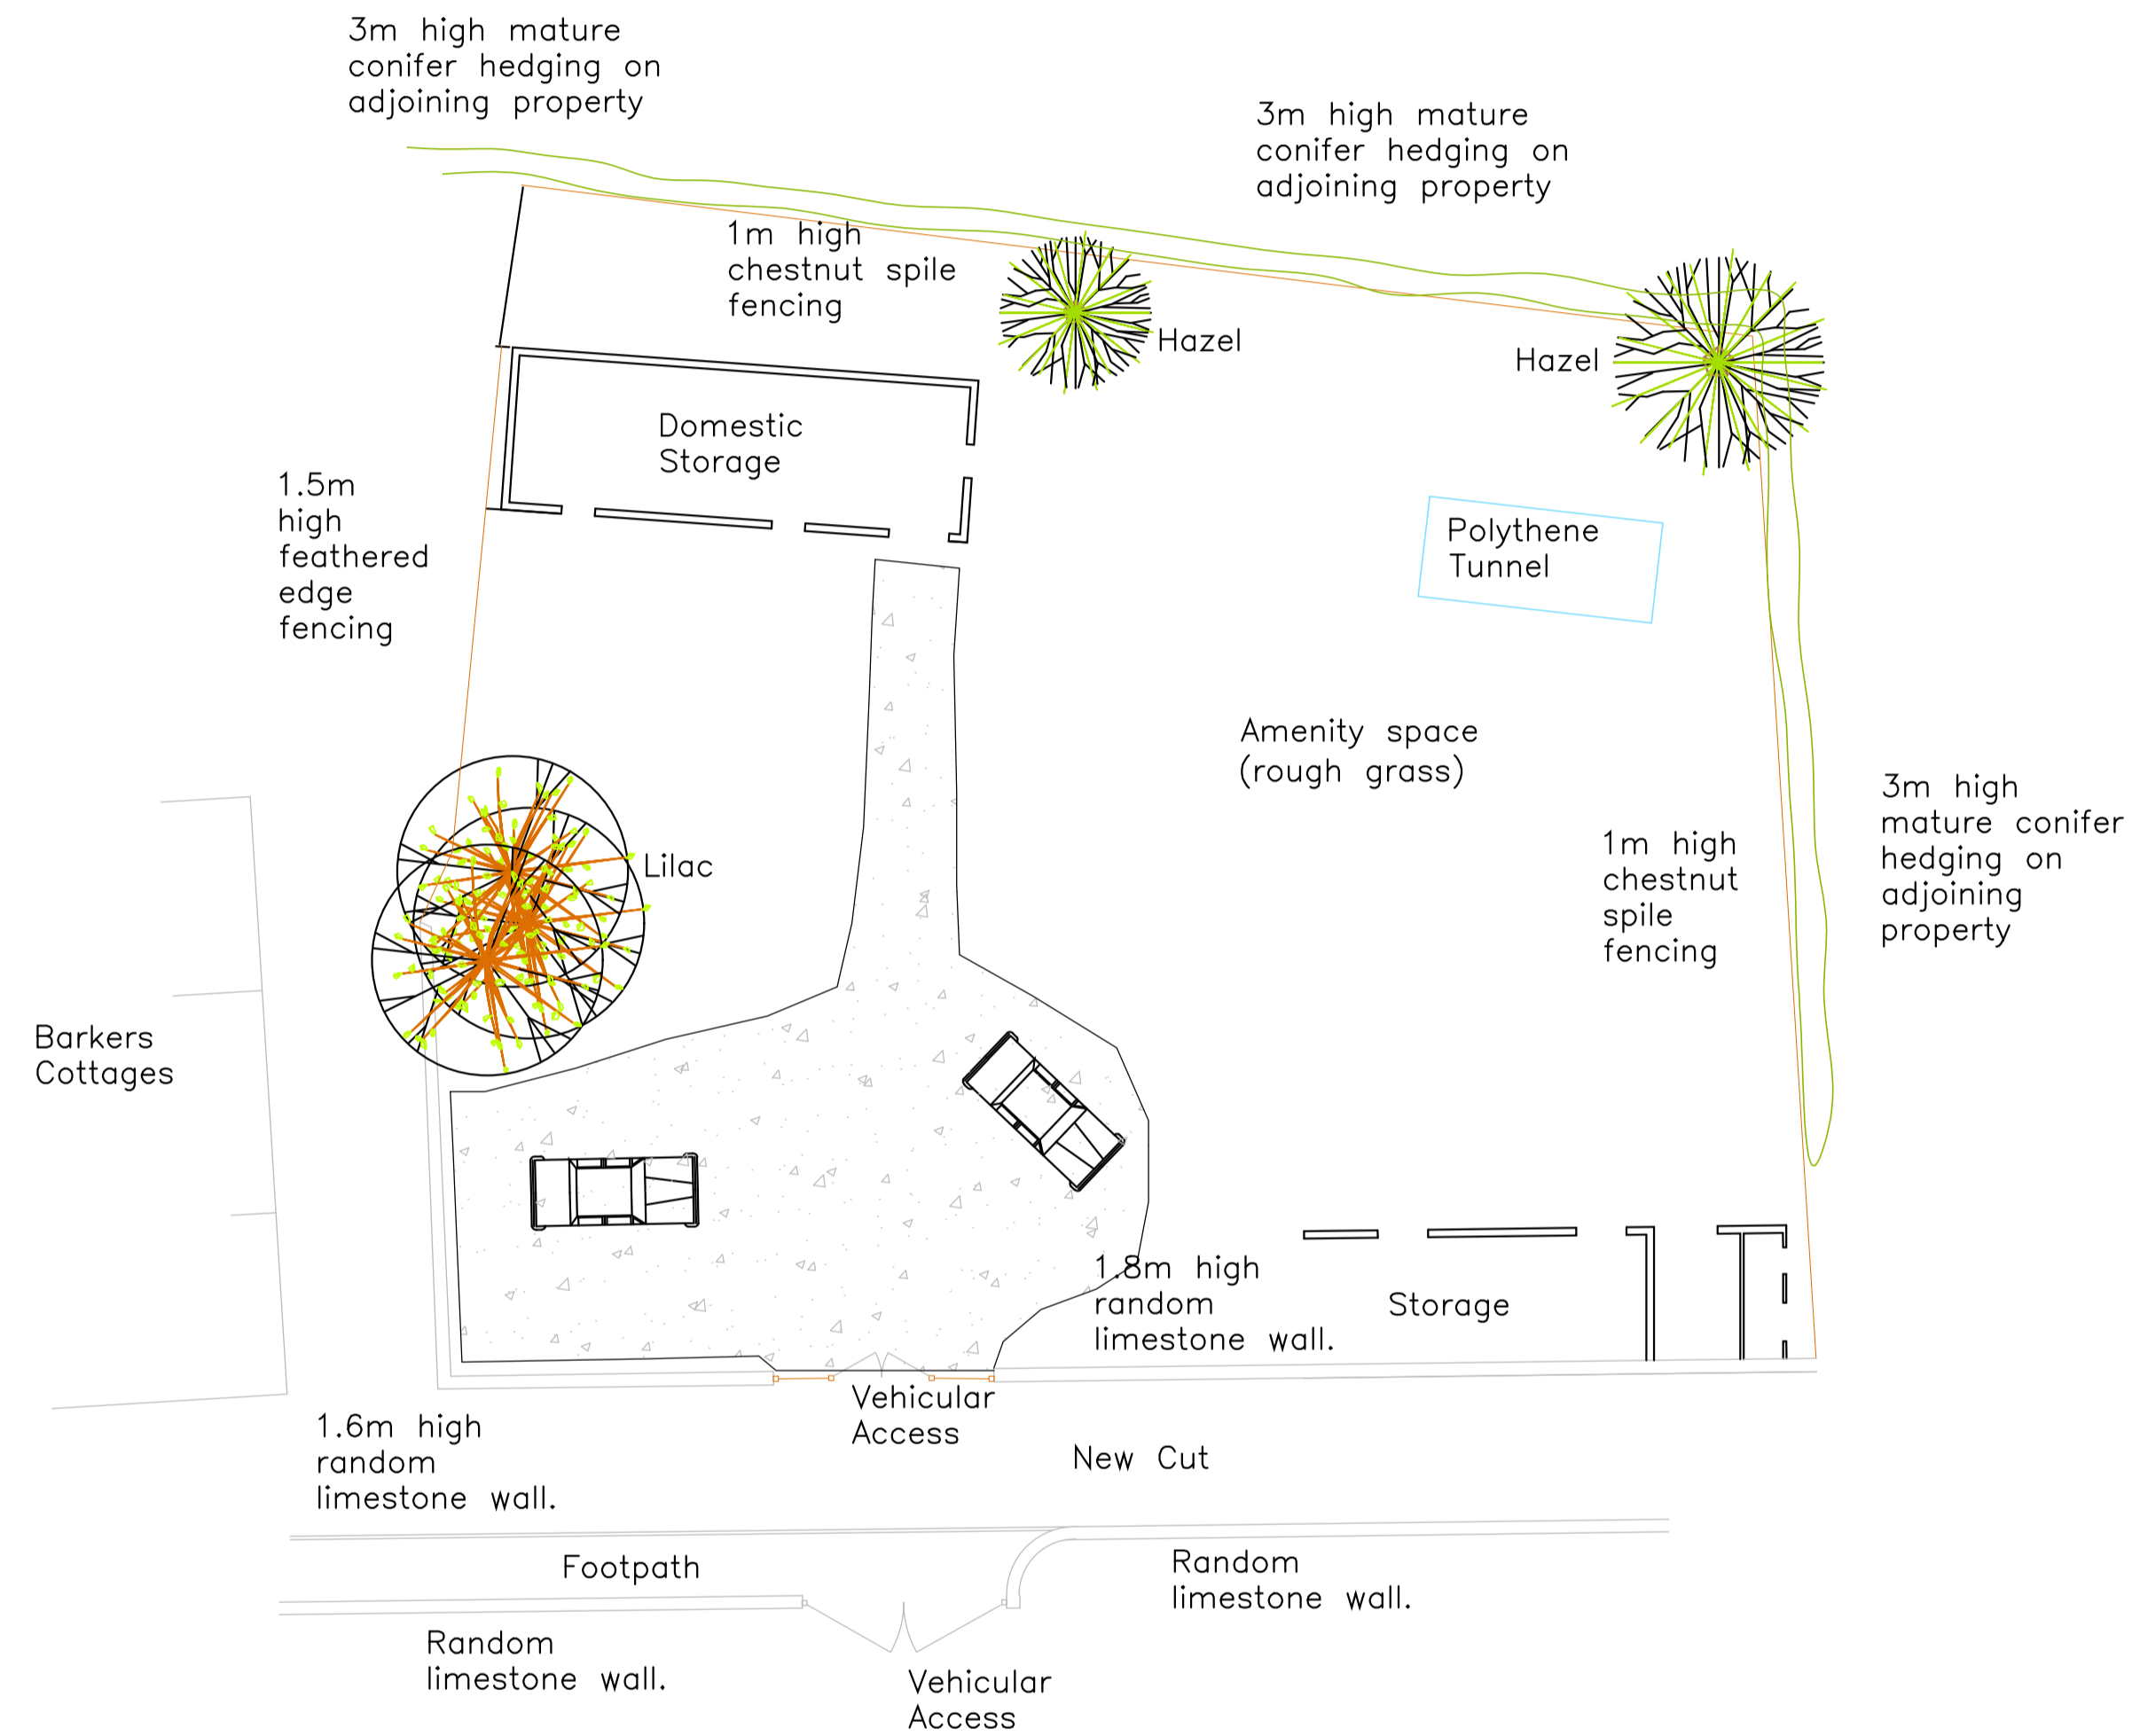 3m high mature
conifer hedging on
adjoining property
3m high mature
conifer hedging on
adjoining property
1m high
chestnut spile
fencing
Hazel
Hazel
Domestic
Storage
1.5m
high
feathered
edge
fencing
Polythene
Tunnel
Amenity space
(rough grass)
3m high
mature conifer
hedging on
adjoining
property
1m high
chestnut
spile
fencing
Lilac
Barkers
Cottages
1.8m high
random
limestone wall.
Storage
Vehicular
Access
1.6m high
random
limestone wall.
New Cut
Footpath
Random
limestone wall.
Random
limestone wall.
Vehicular
Access